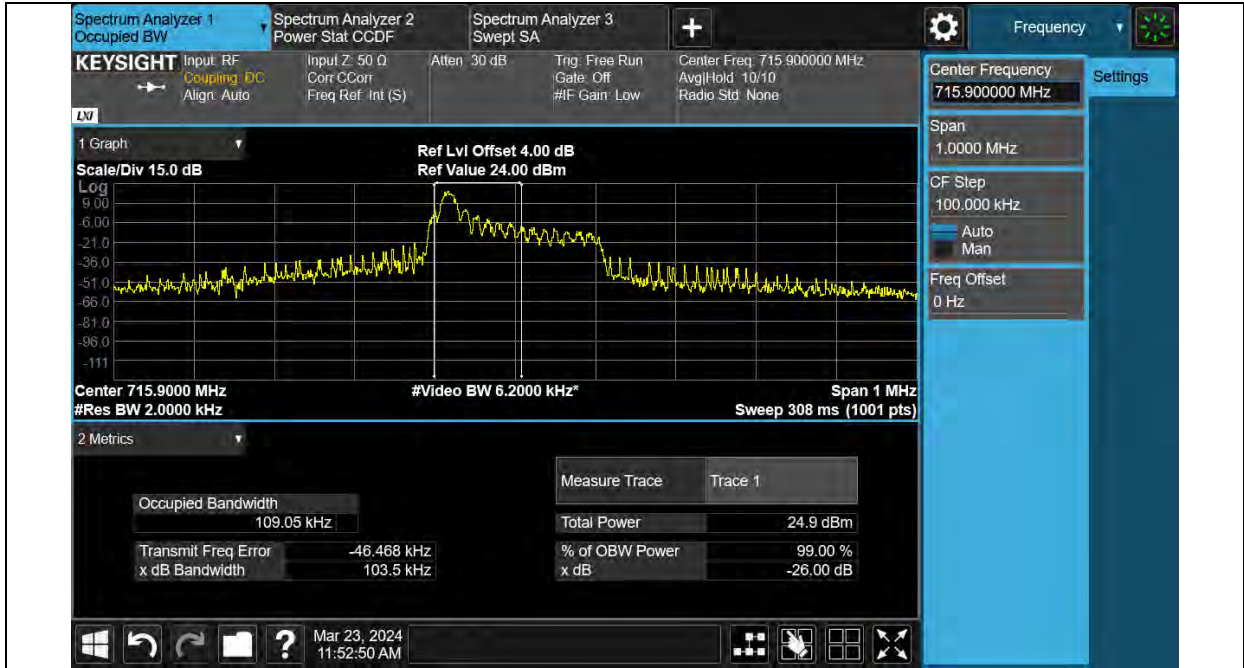 Spectrum Analyzer 1
Occupied BW
Spectrum Analyzer 2
Power Stat CCDF
Spectrum Analyzer 3
Swept SA
Frequency
KEYSIGHT
Input: RF
Coupling: DC
Align: Auto
Input Z: 50 Ω
Corr CCorr
Freq Ref: Int (S)
Atten: 30 dB
Trig: Free Run
Gate: Off
#IF Gain: Low
Center Freq: 715.900000 MHz
Avg|Hold: 10/10
Radio Std: None
LXI
Center Frequency
715.900000 MHz
Settings
Span
1.0000 MHz
CF Step
100.000 kHz
Auto
Man
Freq Offset
0 Hz
1 Graph
Scale/Div 15.0 dB
Ref Lvl Offset 4.00 dB
Ref Value 24.00 dBm
Log
9.00
-6.00
-21.0
-36.0
-51.0
-66.0
-81.0
-96.0
-111
Center 715.9000 MHz
#Res BW 2.0000 kHz
#Video BW 6.2000 kHz*
Span 1 MHz
Sweep 308 ms (1001 pts)
2 Metrics
Measure Trace Trace 1
Occupied Bandwidth
109.05 kHz
Total Power 24.9 dBm
Transmit Freq Error -46.468 kHz
% of OBW Power 99.00 %
x dB Bandwidth 103.5 kHz
x dB -26.00 dB
?
Mar 23, 2024
11:52:50 AM